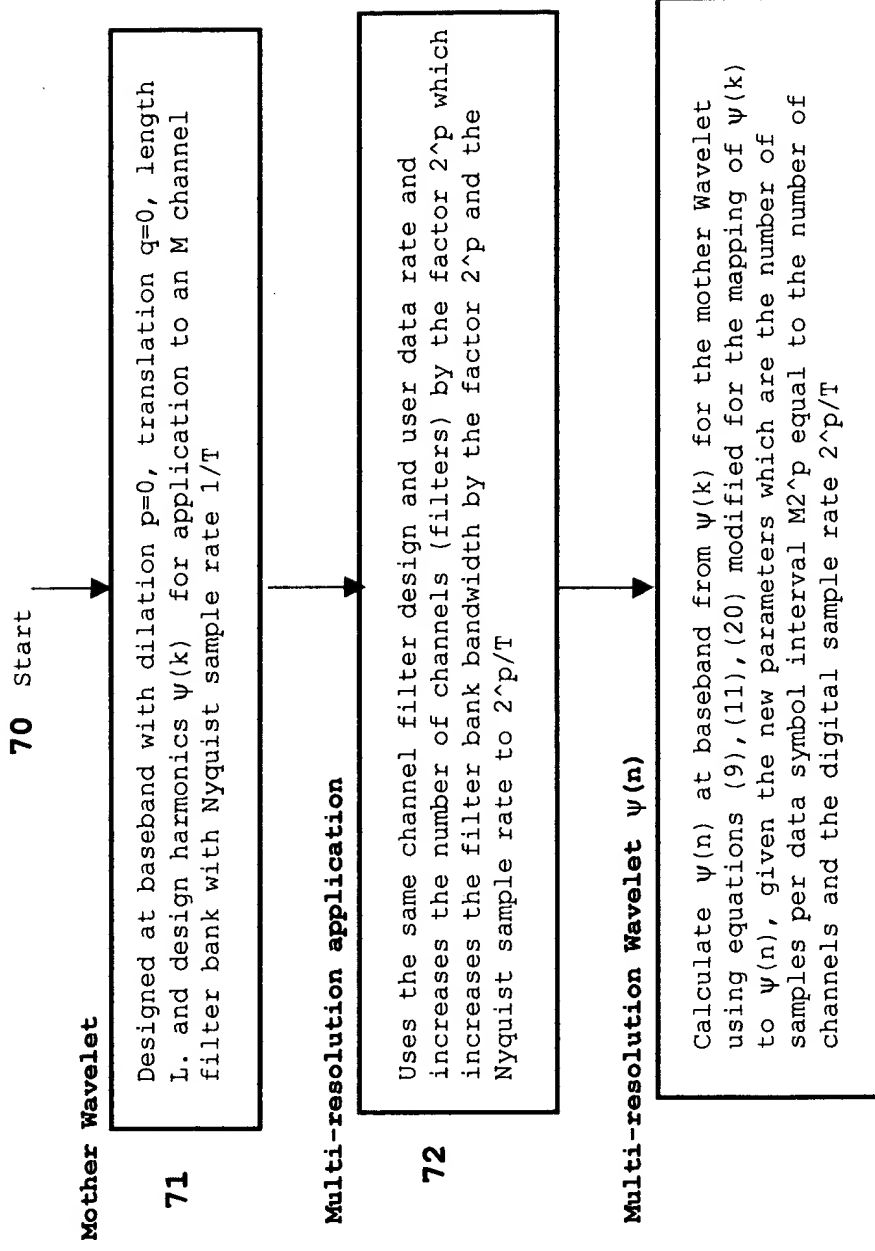 70 Start
Mother Wavelet
71
Designed at baseband with dilation p=0, translation q=0, length
L. and design harmonics ψ(k) for application to an M channel
filter bank with Nyquist sample rate 1/T
Multi-resolution application
72
Uses the same channel filter design and user data rate and
increases the number of channels (filters) by the factor 2^p which
increases the filter bank bandwidth by the factor 2^p and the
Nyquist sample rate to 2^p/T
Multi-resolution Wavelet ψ(n)
Calculate ψ(n) at baseband from ψ(k) for the mother Wavelet
using equations (9),(11),(20) modified for the mapping of ψ(k)
to ψ(n), given the new parameters which are the number of
samples per data symbol interval M2^p equal to the number of
channels and the digital sample rate 2^p/T